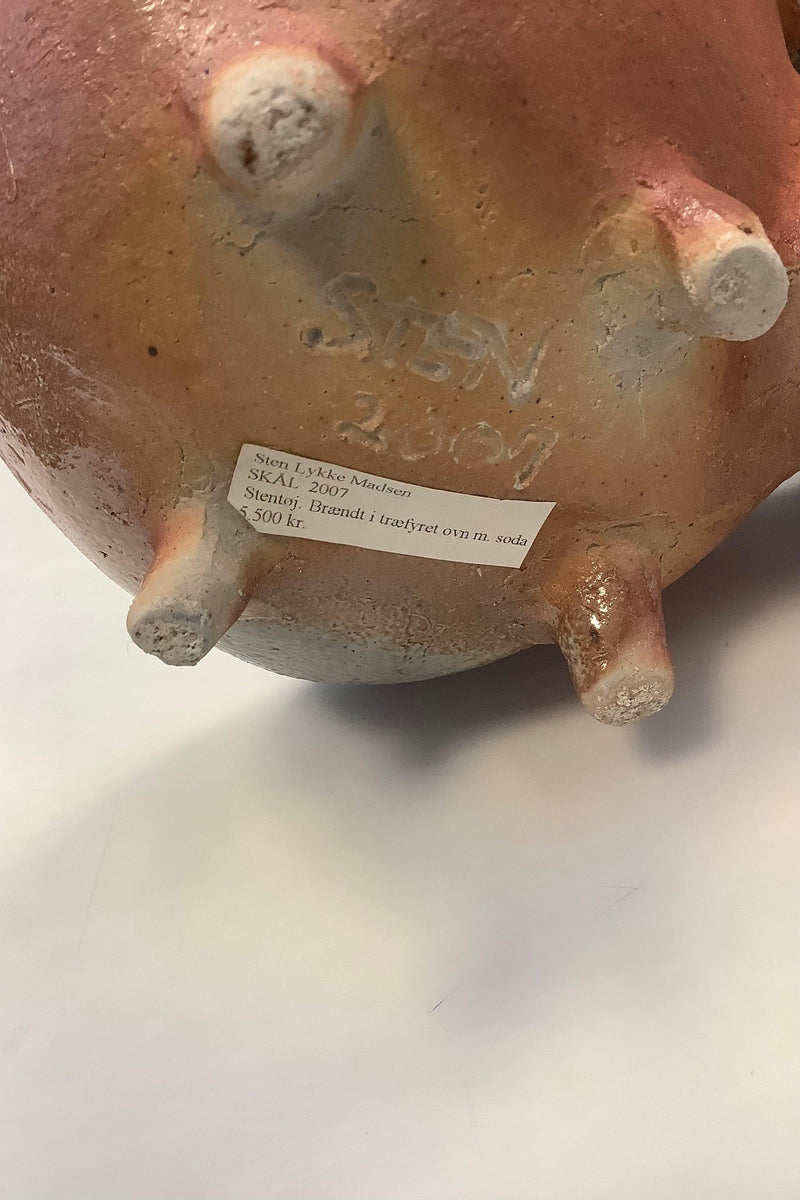 STEN
2007
Sten Lykke Madsen
SKÅL 2007
Stentøj. Brændt i træfyret ovn m. soda
5.500 kr.